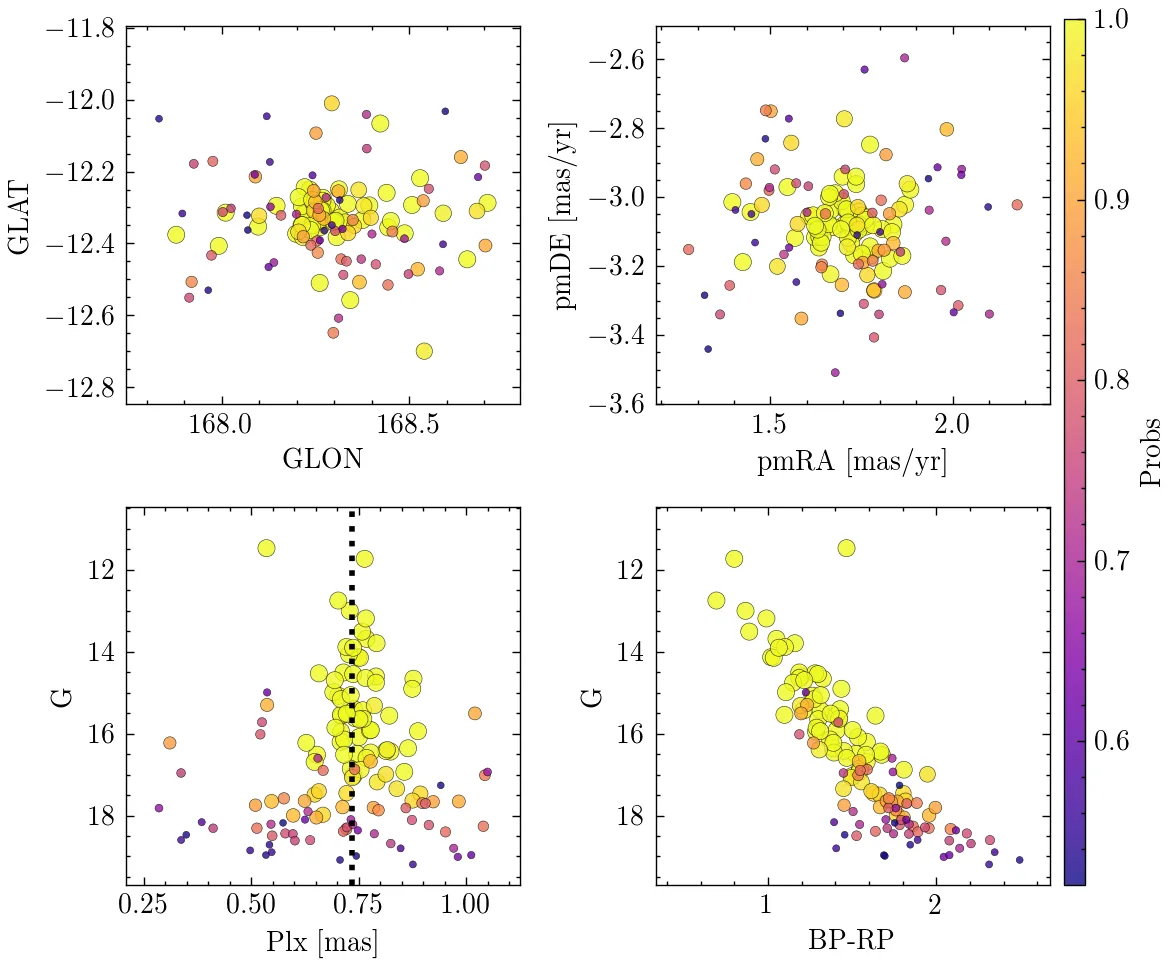 −11.8
−12.0
−12.2
−12.4
−12.6
−12.8
GLAT
168.0 168.5
GLON
−2.6
−2.8
−3.0
−3.2
−3.4
−3.6
pmDE [mas/yr]
1.5 2.0
pmRA [mas/yr]
12
14
16
18
G
0.25 0.50 0.75 1.00
Plx [mas]
12
14
16
18
G
1 2
BP-RP
1.0
0.9
0.8
0.7
0.6
Probs